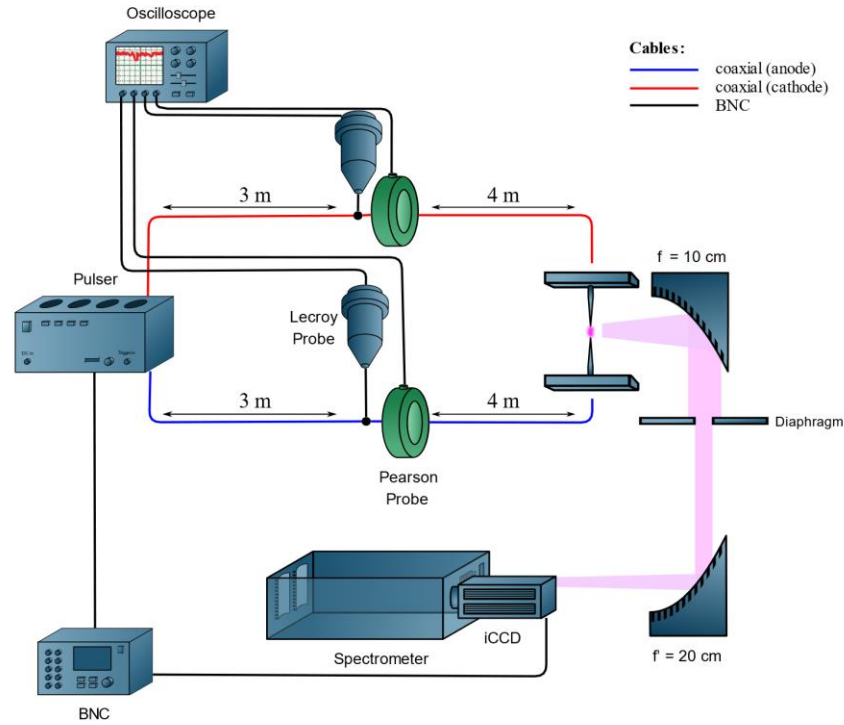 Oscilloscope
Cables:
coaxial (anode)
coaxial (cathode)
BNC
3 m
4 m
f = 10 cm
Pulser
Lecroy
Probe
3 m
4 m
Diaphragm
Pearson
Probe
iCCD
Spectrometer
f' = 20 cm
BNC